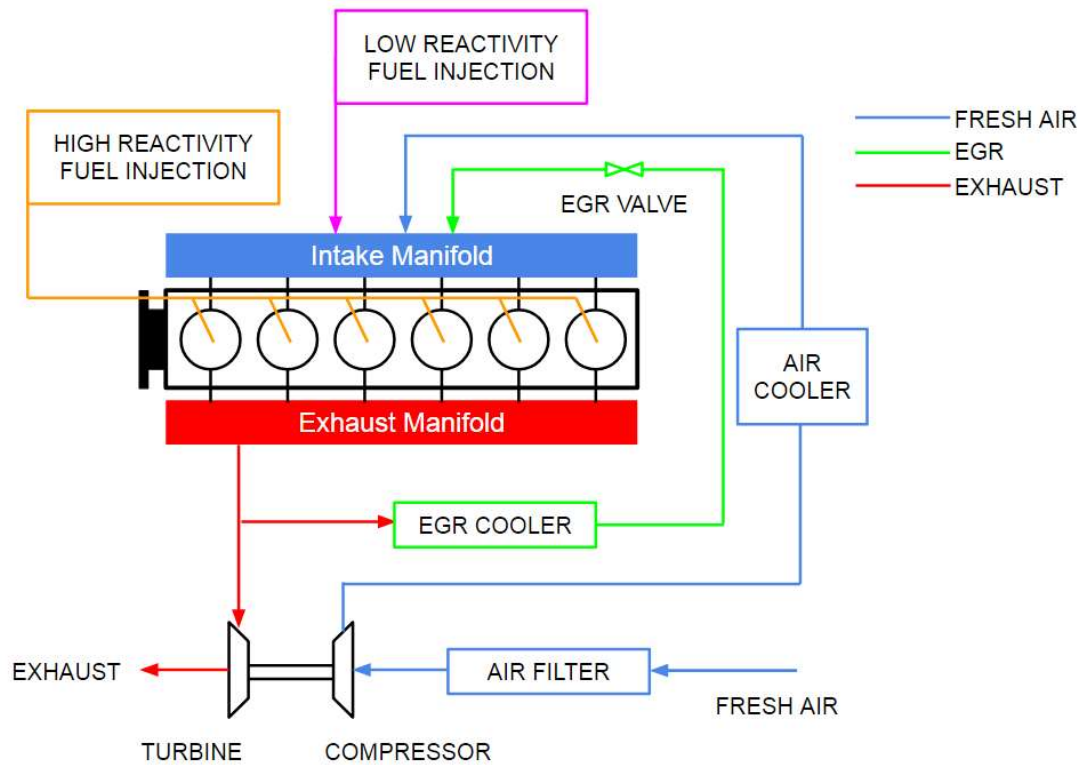 LOW REACTIVITY
FUEL INJECTION
HIGH REACTIVITY
FUEL INJECTION
FRESH AIR
EGR
EXHAUST
EGR VALVE
Intake Manifold
AIR
COOLER
Exhaust Manifold
EGR COOLER
EXHAUST
AIR FILTER
FRESH AIR
TURBINE
COMPRESSOR